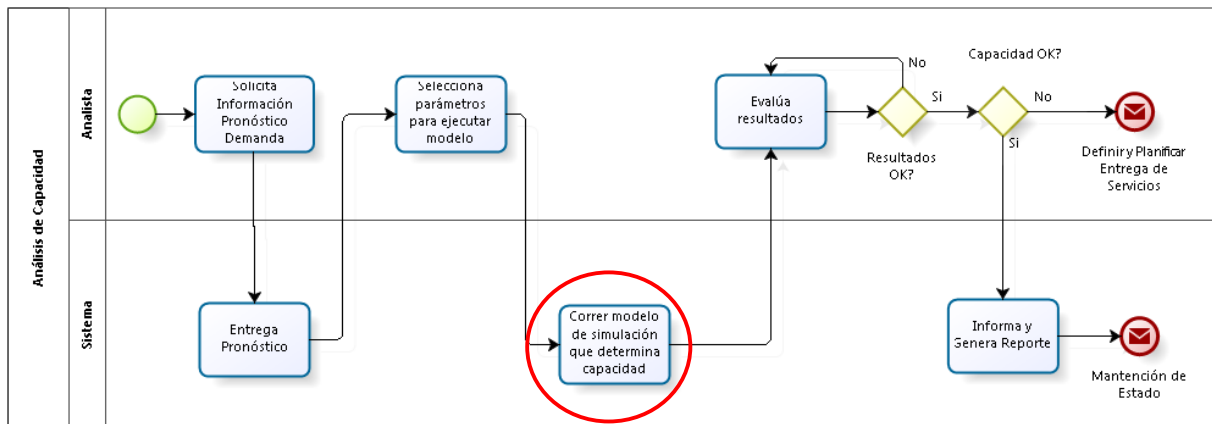 Análisis de Capacidad
Analista
Solicita
Información
Pronóstico
Demanda
Selecciona
parámetros
para ejecutar
modelo
Evalúa
resultados
No
Si
Resultados
OK?
Capacidad OK?
No
Si
Definir y Planificar
Entrega de
Servicios
Sistema
Entrega
Pronóstico
Correr modelo
de simulación
que determina
capacidad
Informa y
Genera Reporte
Mantención de
Estado